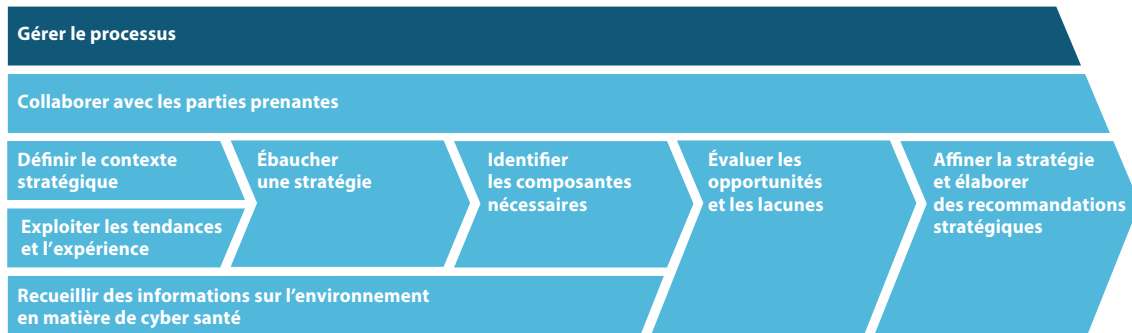 Gérer le processus
Collaborer avec les parties prenantes
Définir le contexte
stratégique
Exploiter les tendances
et l'expérience
Ébaucher
une stratégie
Identifier
les composantes
nécessaires
Évaluer les
opportunités
et les lacunes
Affiner la stratégie
et élaborer
des recommandations
stratégiques
Recueillir des informations sur l'environnement
en matière de cyber santé